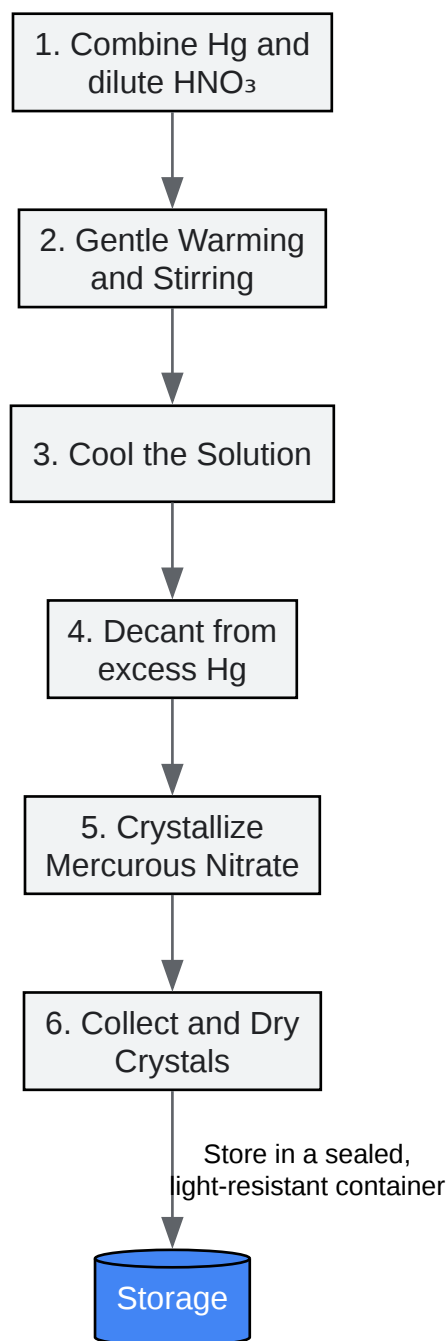 1. Combine Hg and
dilute HNO₃
2. Gentle Warming
and Stirring
3. Cool the Solution
4. Decant from
excess Hg
5. Crystallize
Mercurous Nitrate
6. Collect and Dry
Crystals
Store in a sealed,
light-resistant container
Storage